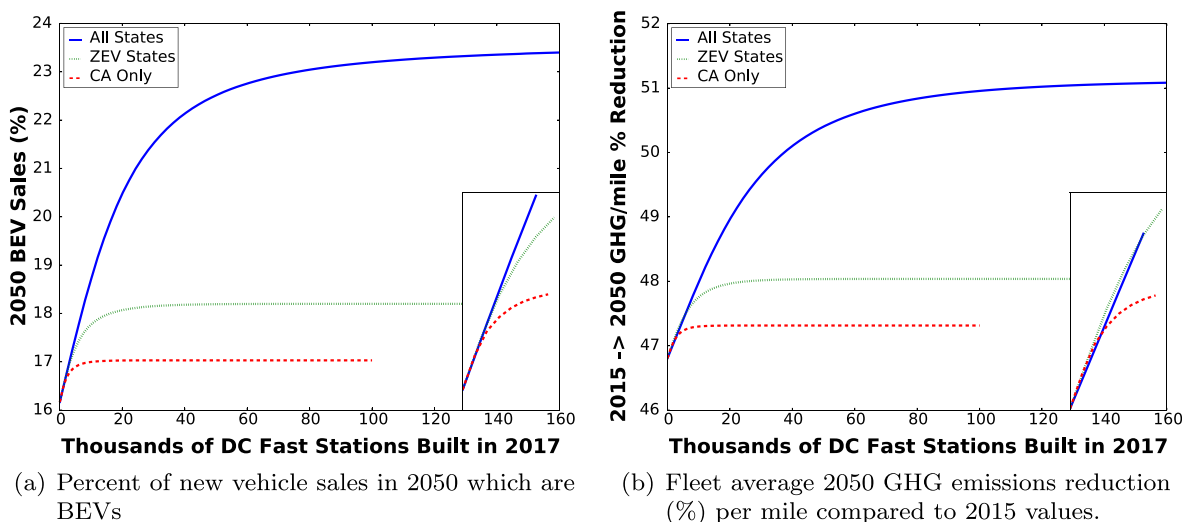 24
23
22
21
20
19
18
17
16
2050 BEV Sales (%)
All States
ZEV States
CA Only
0 20 40 60 80 100 120 140 160
Thousands of DC Fast Stations Built in 2017
(a) Percent of new vehicle sales in 2050 which are
BEVs
52
51
50
49
48
47
46
2015 -> 2050 GHG/mile % Reduction
All States
ZEV States
CA Only
0 20 40 60 80 100 120 140 160
Thousands of DC Fast Stations Built in 2017
(b) Fleet average 2050 GHG emissions reduction
(%) per mile compared to 2015 values.